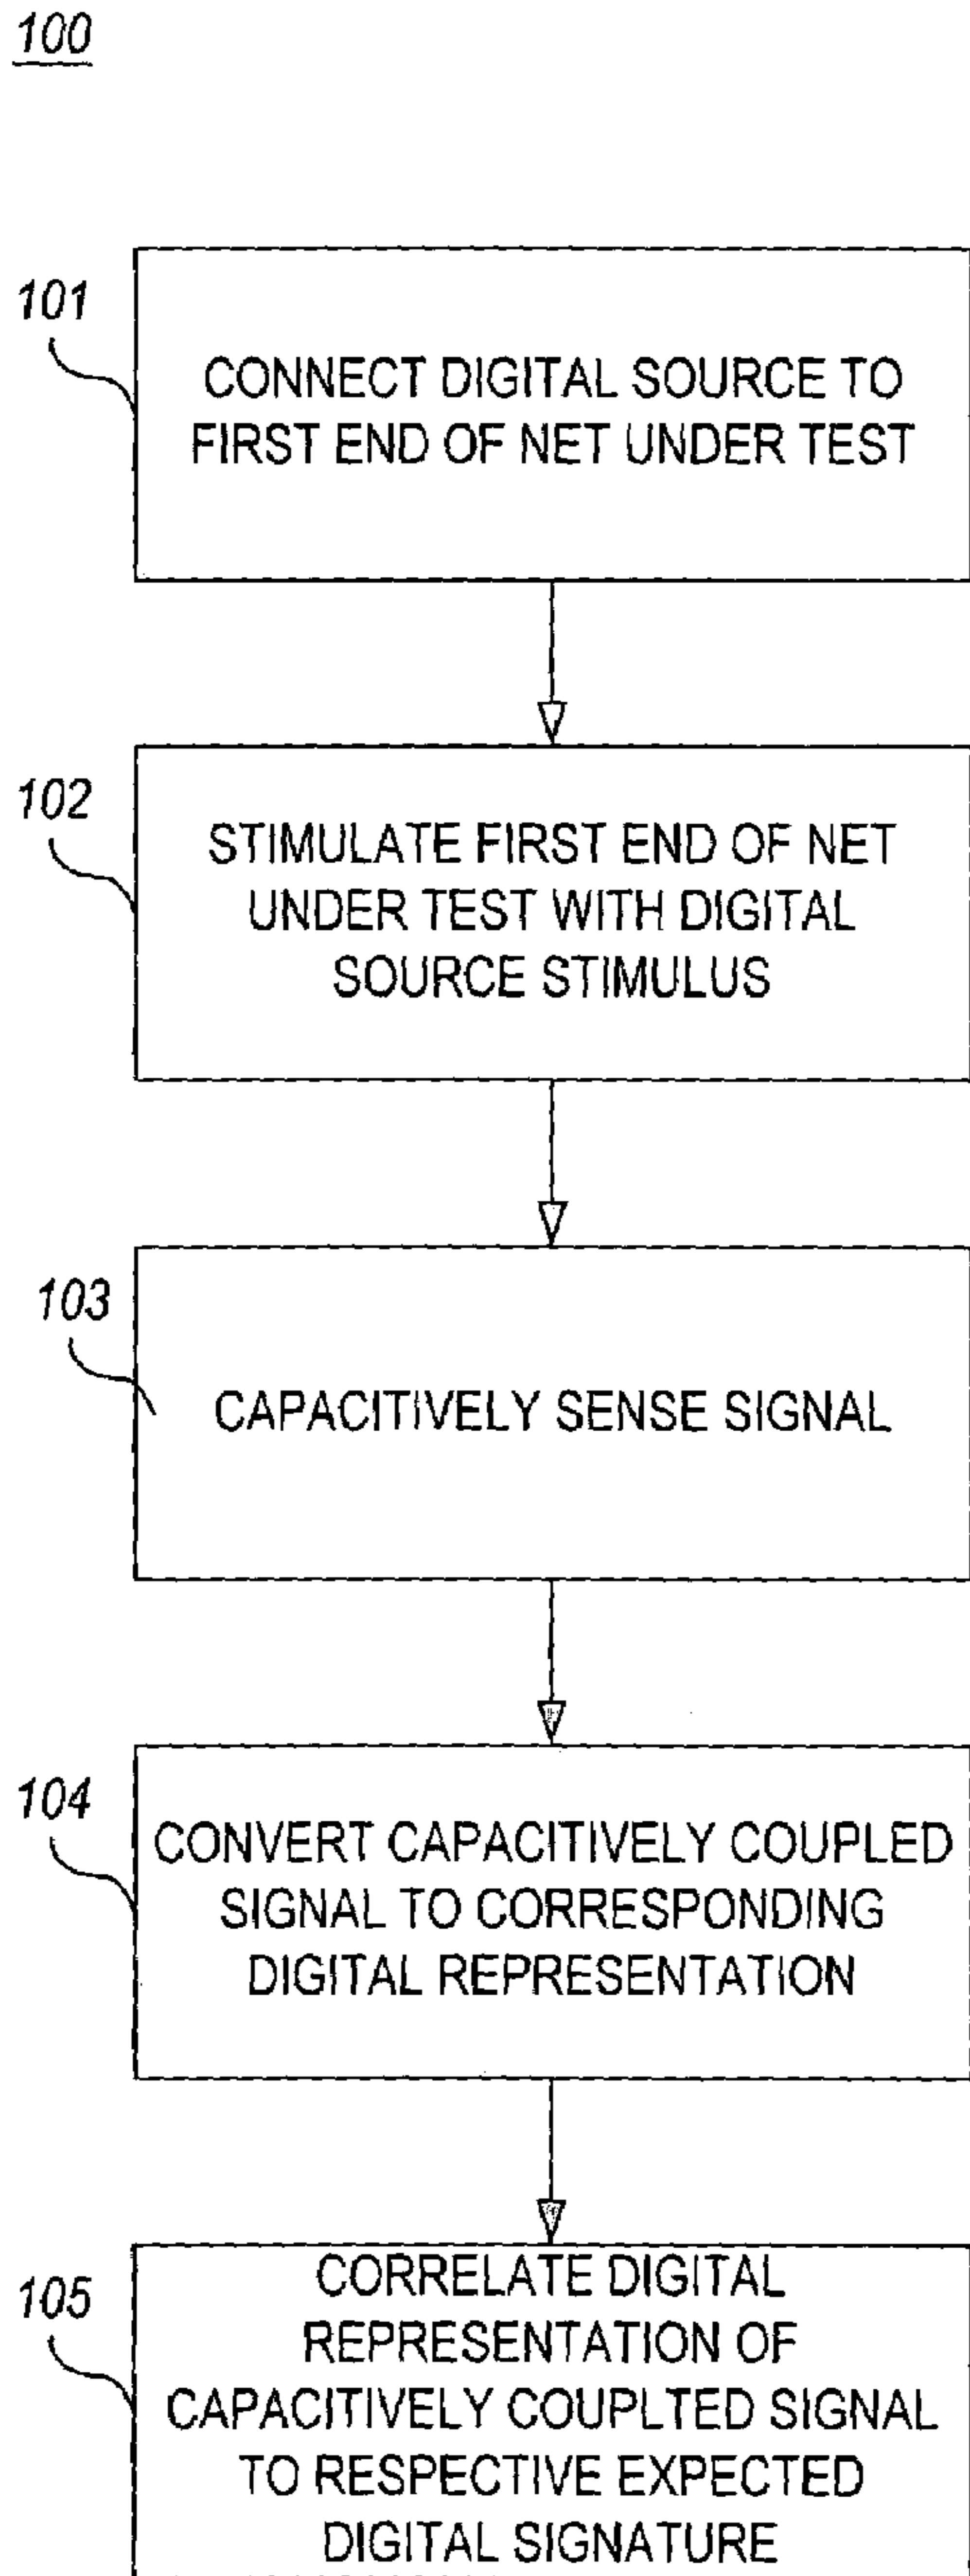 100
101
CONNECT DIGITAL SOURCE TO
FIRST END OF NET UNDER TEST
102
STIMULATE FIRST END OF NET
UNDER TEST WITH DIGITAL
SOURCE STIMULUS
103
CAPACITIVELY SENSE SIGNAL
104
CONVERT CAPACITIVELY COUPLED
SIGNAL TO CORRESPONDING
DIGITAL REPRESENTATION
105
CORRELATE DIGITAL
REPRESENTATION OF
CAPACITIVELY COUPLTED SIGNAL
TO RESPECTIVE EXPECTED
DIGITAL SIGNATURE